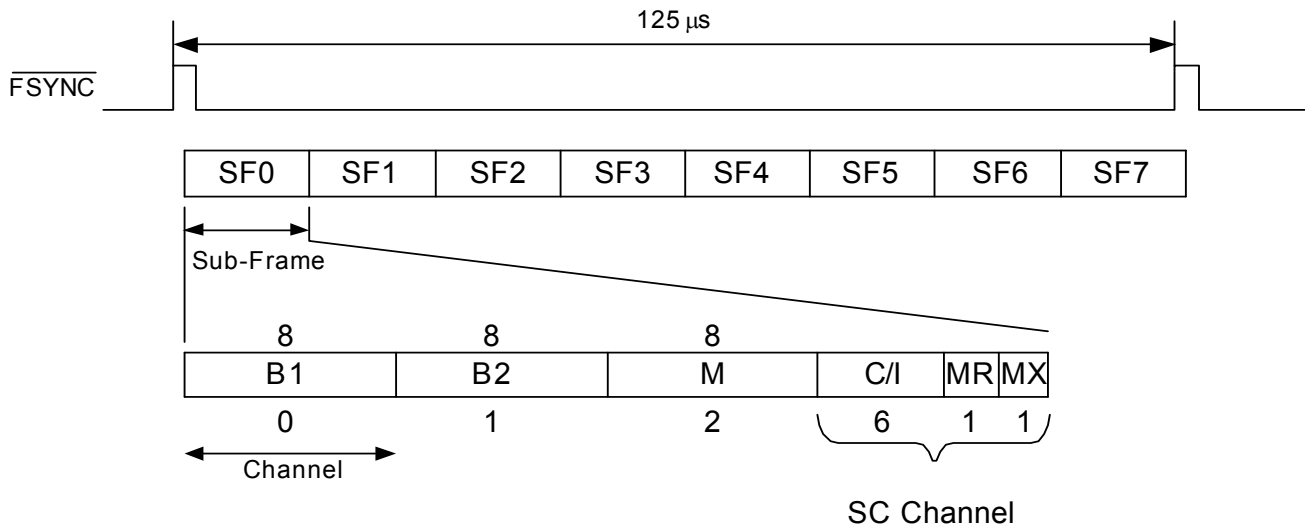 125 μs
FSYNC
SF0 SF1 SF2 SF3 SF4 SF5 SF6 SF7
Sub-Frame
8 8 8
B1 B2 M C/I MR MX
0 1 2 6 1 1
Channel
SC Channel